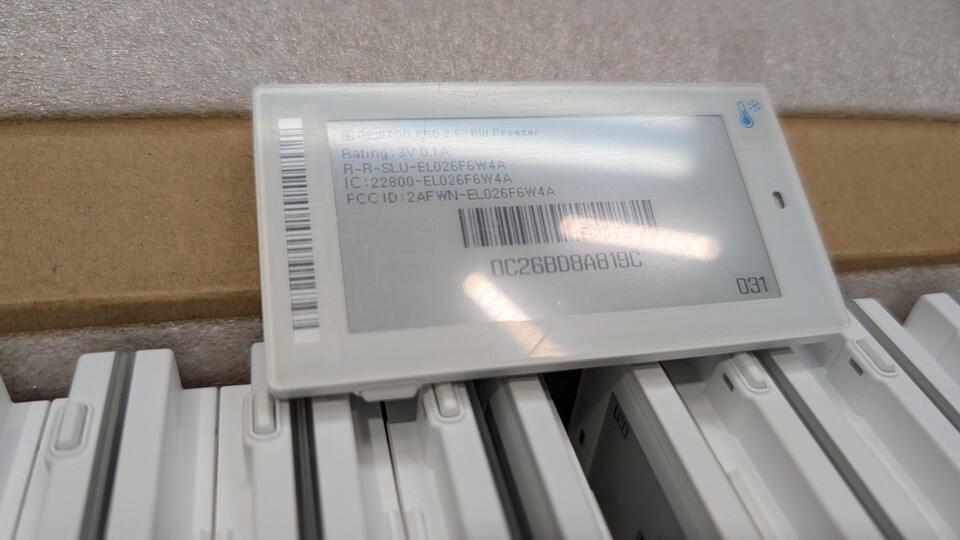 NEWTON PRO 2.6" BW Freezer
Rating:3V 0.1A
R-R-SLU-EL026F6W4A
IC:22800-EL026F6W4A
FCC ID:2AFWN-EL026F6W4A
0C26BD8A819C
031